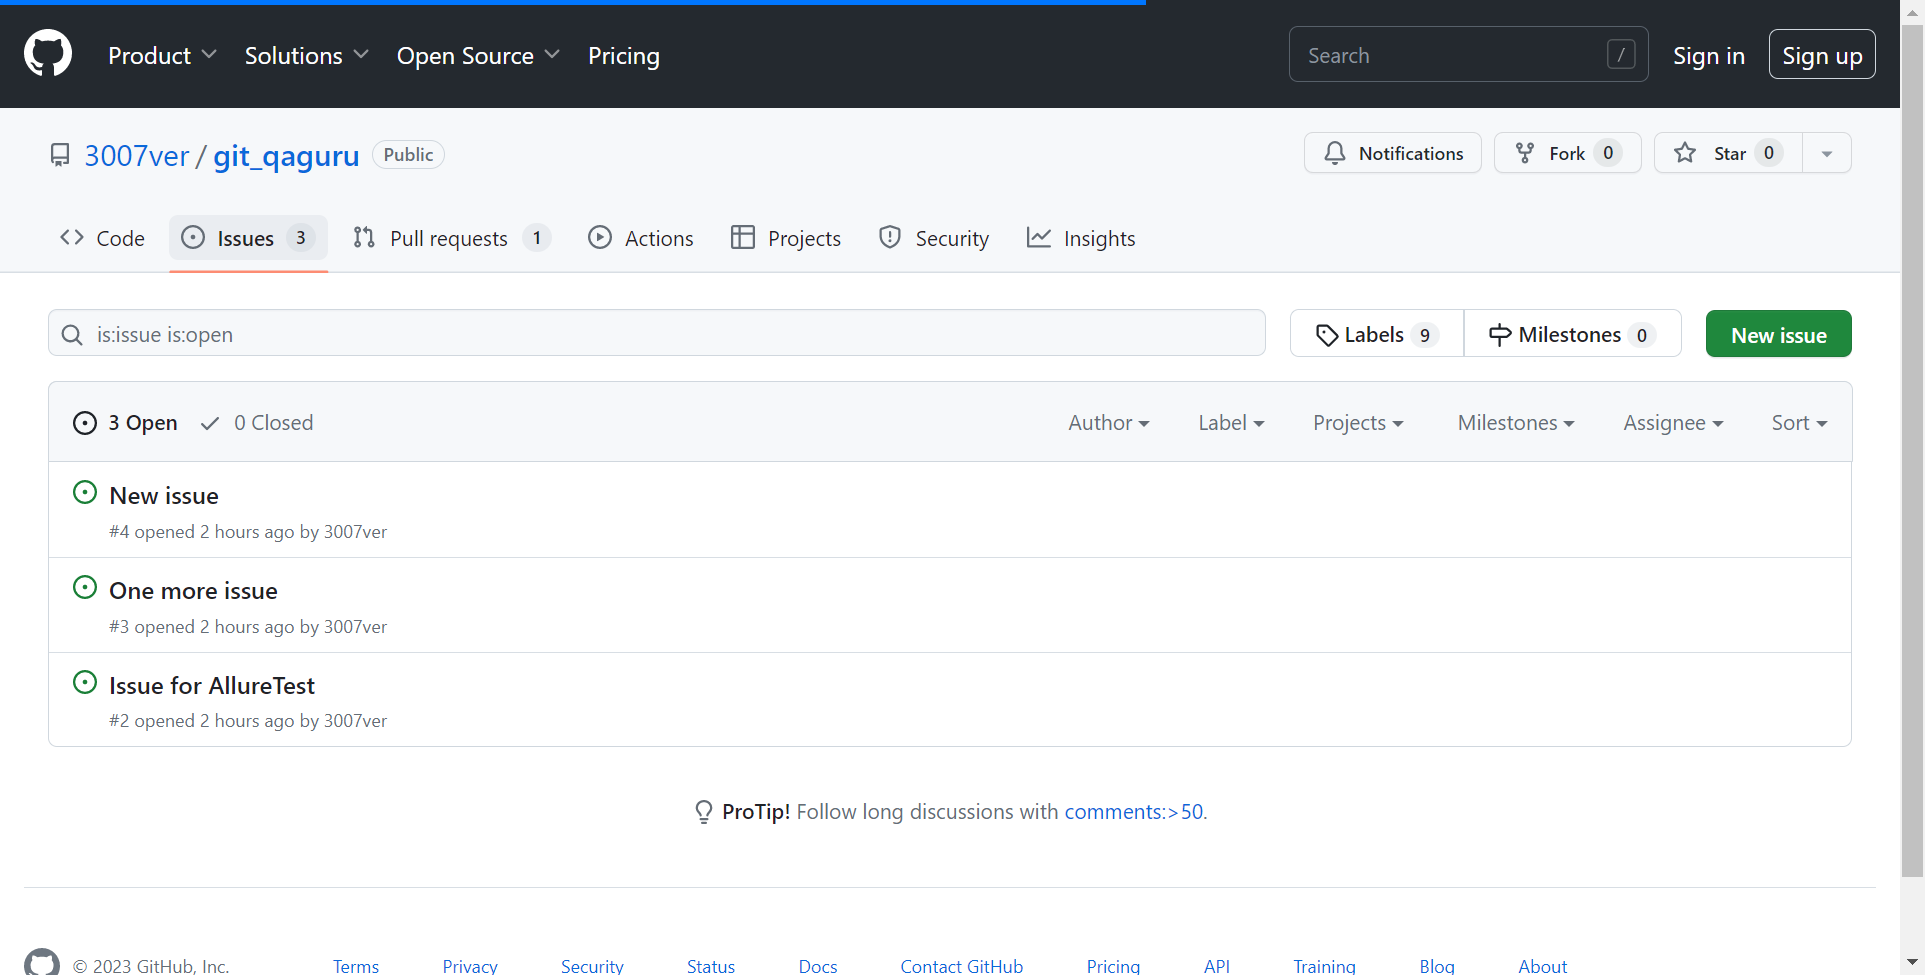 Product Solutions Open Source Pricing Search / Sign in Sign up
3007ver / git_qaguru Public Notifications Fork 0 Star 0
Code Issues 3 Pull requests 1 Actions Projects Security Insights
is:issue is:open Labels 9 Milestones 0 New issue
3 Open 0 Closed Author Label Projects Milestones Assignee Sort
New issue
#4 opened 2 hours ago by 3007ver
One more issue
#3 opened 2 hours ago by 3007ver
Issue for AllureTest
#2 opened 2 hours ago by 3007ver
ProTip! Follow long discussions with comments:>50.
© 2023 GitHub, Inc. Terms Privacy Security Status Docs Contact GitHub Pricing API Training Blog About